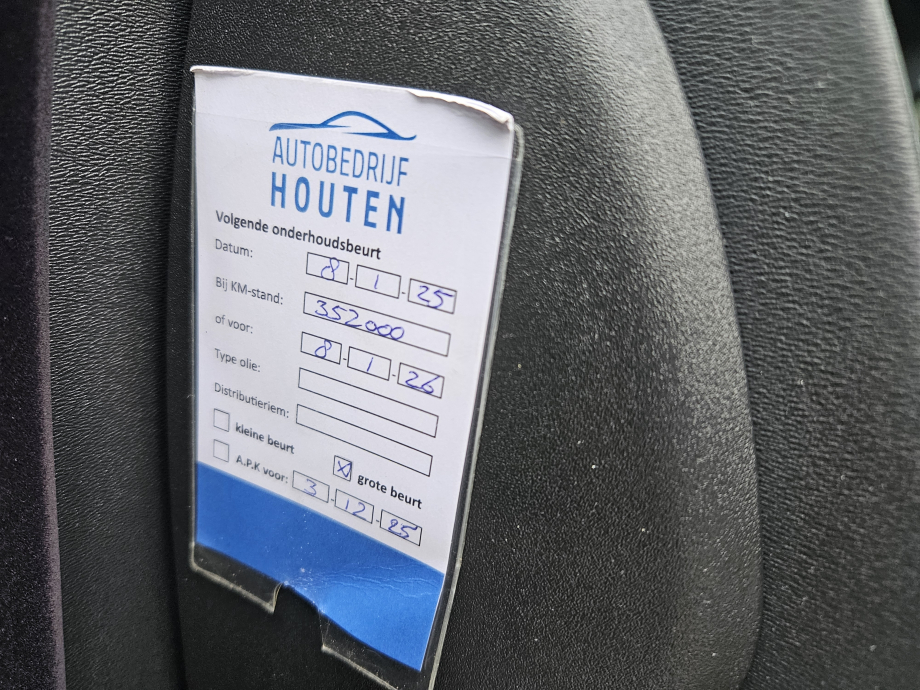 AUTOBEDRIJF
HOUTEN
Volgende onderhoudsbeurt
Datum: 8 - 1 - 25
Bij KM-stand: 352000
of voor: 8 - 1 - 26
Type olie:
Distributieriem:
kleine beurt X grote beurt
A.P.K voor: 3 - 12 - 25